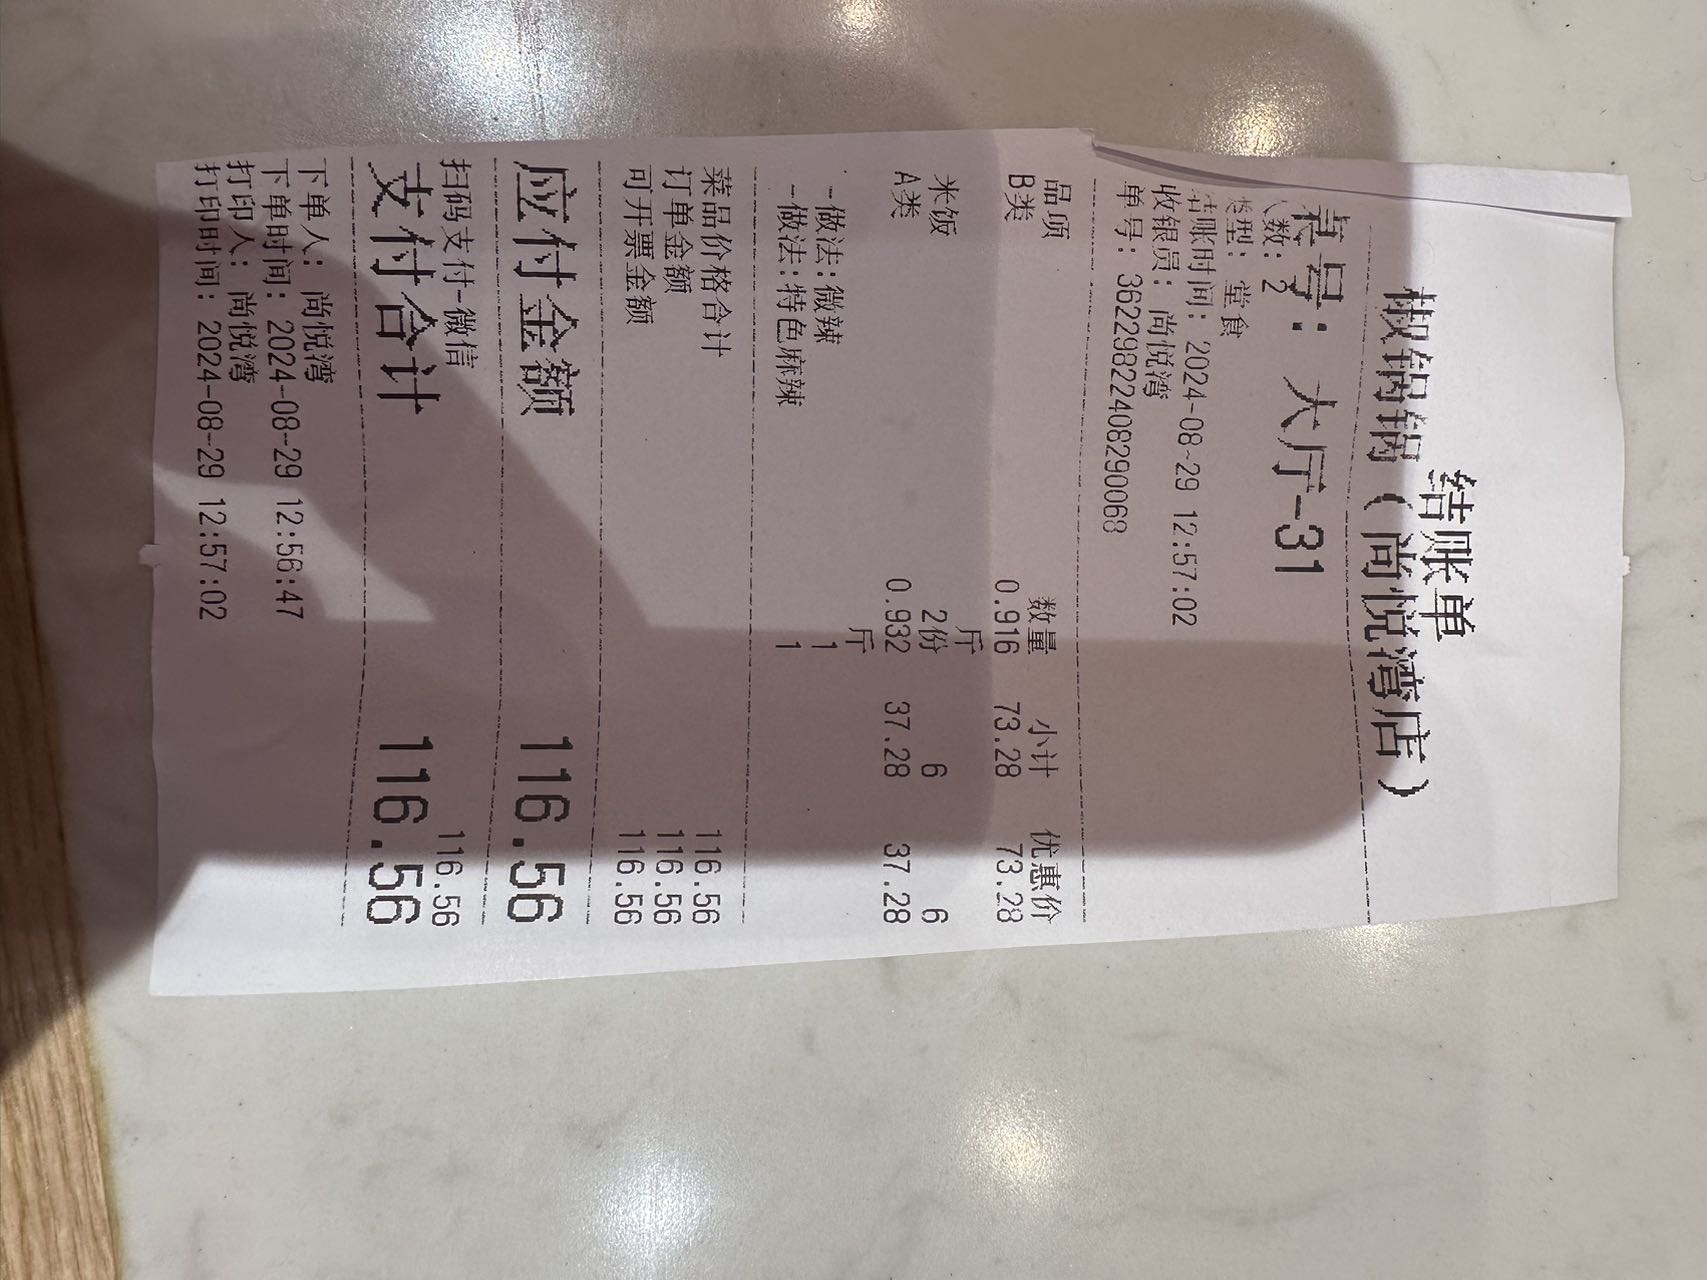 结账单
椒锅锅（尚悦湾店）
桌号：大厅-31
人数：2
类型：堂食
结账时间：2024-08-29 12:57:02
收银员：尚悦湾
单号：36229822408290068
品项 数量 小计 优惠价
B类 0.916 73.28 73.28
斤
米饭 2份 6 6
A类 0.932 37.28 37.28
斤
-做法：微辣 1
-做法：特色麻辣 1
菜品价格合计 116.56
订单金额 116.56
可开票金额 116.56
应付金额 116.56
扫码支付-微信 116.56
支付合计 116.56
下单人：尚悦湾
下单时间：2024-08-29 12:56:47
打印人：尚悦湾
打印时间：2024-08-29 12:57:02